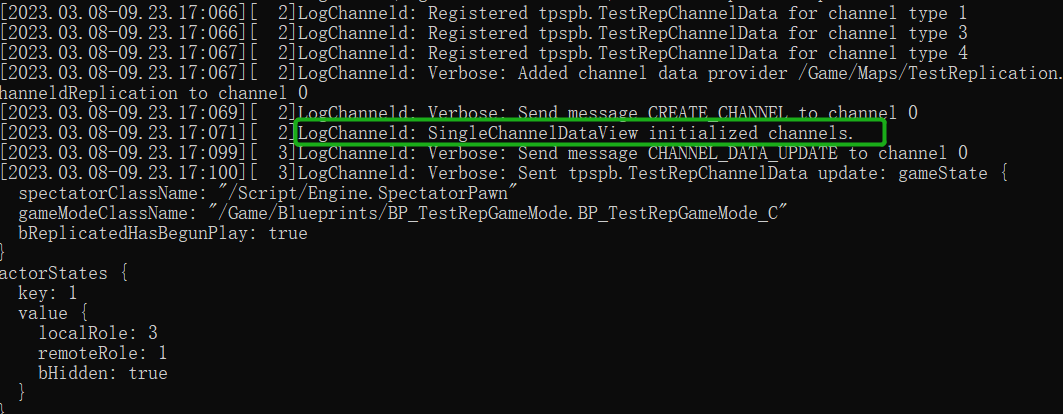 [2023.03.08-09.23.17:066][  2]LogChanneld: Registered tpspb.TestRepChannelData for channel type 1
[2023.03.08-09.23.17:066][  2]LogChanneld: Registered tpspb.TestRepChannelData for channel type 3
[2023.03.08-09.23.17:067][  2]LogChanneld: Registered tpspb.TestRepChannelData for channel type 4
[2023.03.08-09.23.17:067][  2]LogChanneld: Verbose: Added channel data provider /Game/Maps/TestReplication.
hanneldReplication to channel 0
[2023.03.08-09.23.17:069][  2]LogChanneld: Verbose: Send message CREATE_CHANNEL to channel 0
[2023.03.08-09.23.17:071][  2]LogChanneld: SingleChannelDataView initialized channels.
[2023.03.08-09.23.17:099][  3]LogChanneld: Verbose: Send message CHANNEL_DATA_UPDATE to channel 0
[2023.03.08-09.23.17:100][  3]LogChanneld: Verbose: Sent tpspb.TestRepChannelData update: gameState {
  spectatorClassName: "/Script/Engine.SpectatorPawn"
  gameModeClassName: "/Game/Blueprints/BP_TestRepGameMode.BP_TestRepGameMode_C"
  bReplicatedHasBegunPlay: true
}
actorStates {
  key: 1
  value {
    localRole: 3
    remoteRole: 1
    bHidden: true
  }
}